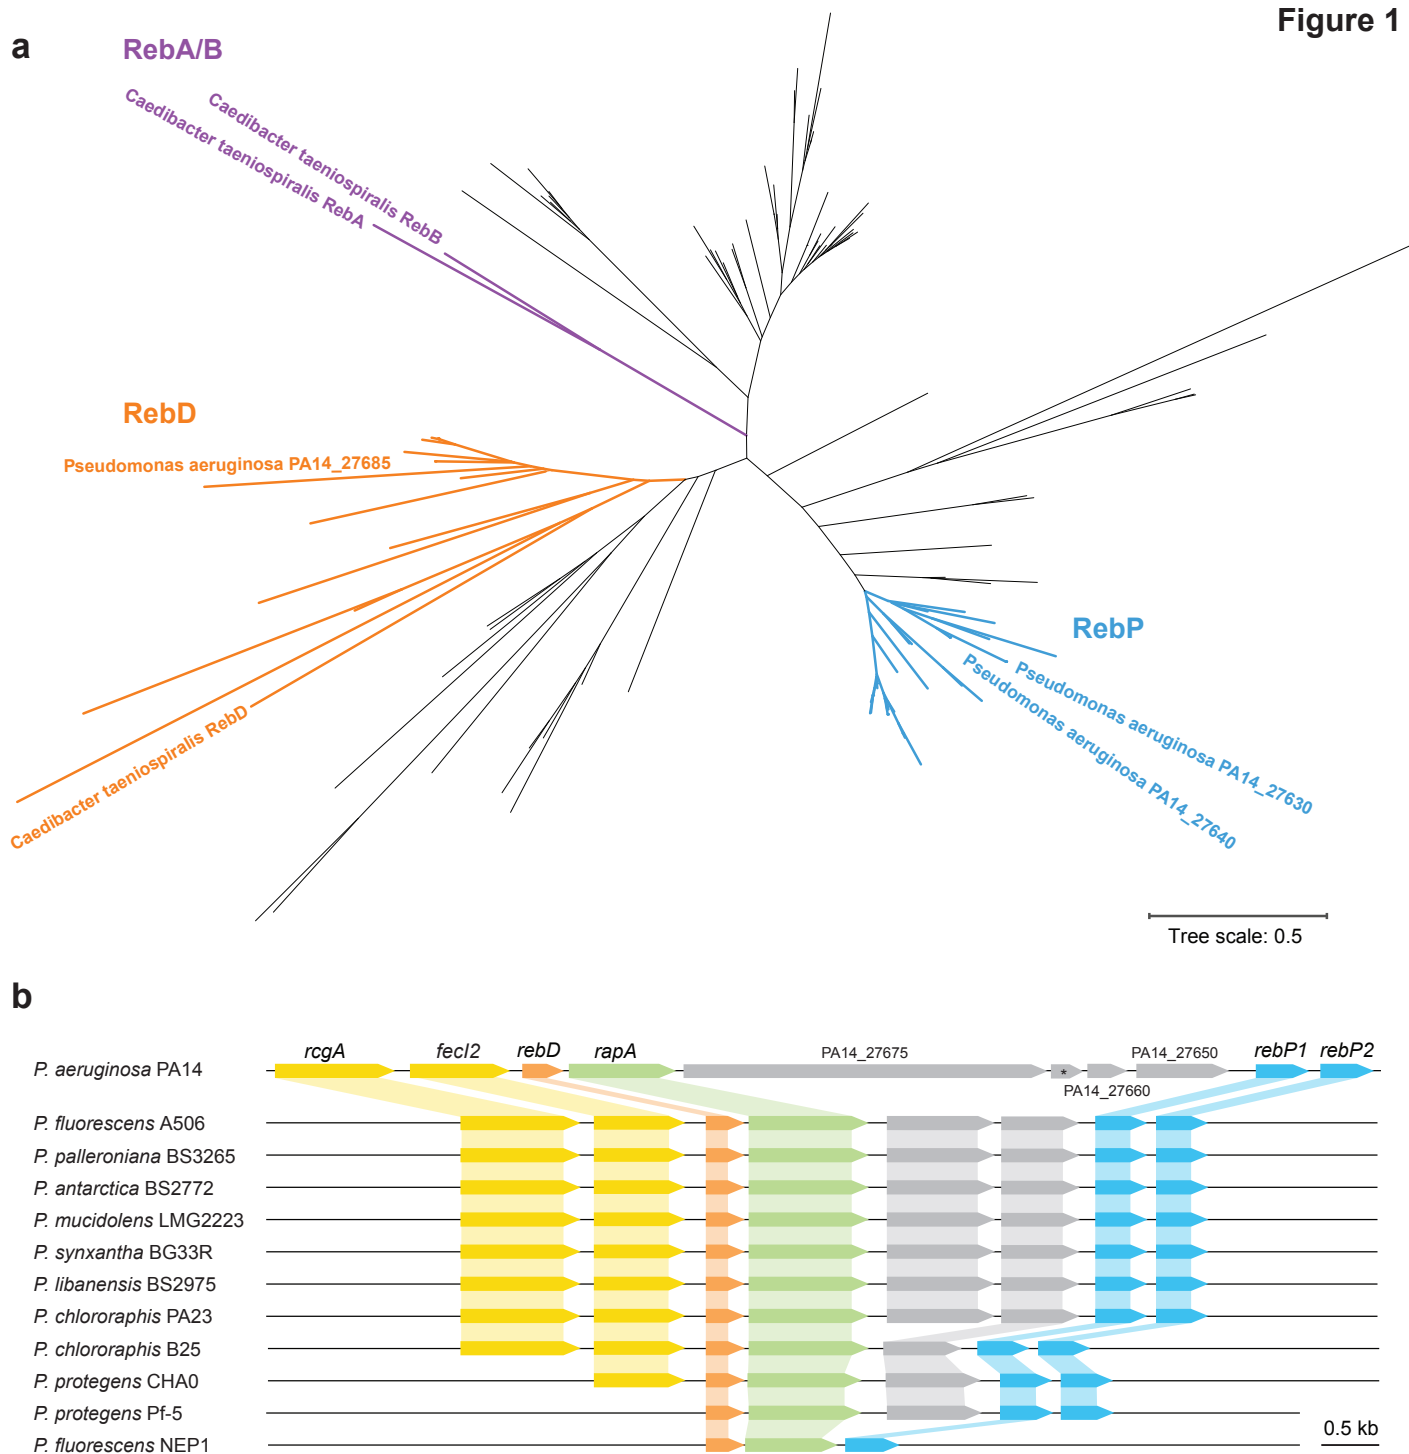 Figure 1
a
RebA/B
Caedibacter taeniospiralis RebB
Caedibacter taeniospiralis RebA
RebD
Pseudomonas aeruginosa PA14_27685
Caedibacter taeniospiralis RebD
RebP
Pseudomonas aeruginosa PA14_27630
Pseudomonas aeruginosa PA14_27640
Tree scale: 0.5
b
rcgA fecI2 rebD rapA PA14_27675 PA14_27650 rebP1 rebP2
P. aeruginosa PA14 *
PA14_27660
P. fluorescens A506
P. palleroniana BS3265
P. antarctica BS2772
P. mucidolens LMG2223
P. synxantha BG33R
P. libanensis BS2975
P. chlororaphis PA23
P. chlororaphis B25
P. protegens CHA0
P. protegens Pf-5
0.5 kb
P. fluorescens NEP1